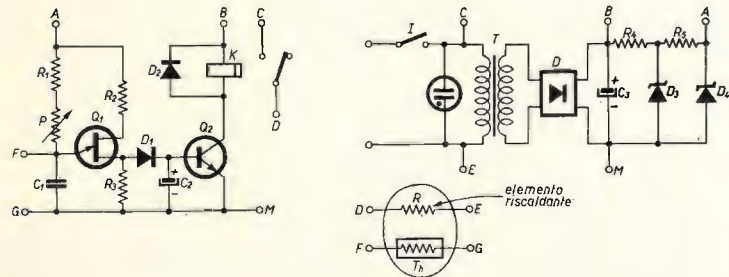 A B C
R1 R2 D2 K
P Q1 D1 Q2 D
F C1 R3 C2 + -
G M
C B A
I T D R4 R5
+ C3 - D3 D4
E M
D R E elemento riscaldante
F Th G